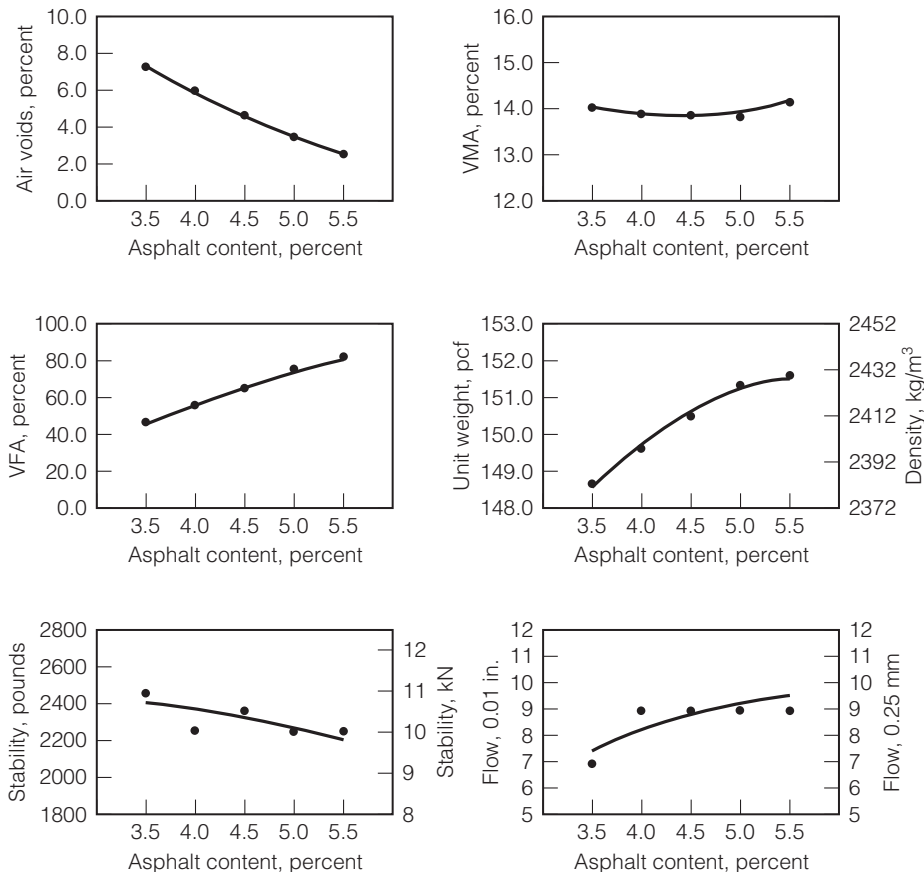 10.0
8.0
6.0
4.0
2.0
0.0
Air voids, percent
3.5 4.0 4.5 5.0 5.5
Asphalt content, percent
16.0
15.0
14.0
13.0
12.0
VMA, percent
3.5 4.0 4.5 5.0 5.5
Asphalt content, percent
100.0
80.0
60.0
40.0
20.0
0.0
VFA, percent
3.5 4.0 4.5 5.0 5.5
Asphalt content, percent
153.0
152.0
151.0
150.0
149.0
148.0
Unit weight, pcf
2452
2432
2412
2392
2372
Density, kg/m³
3.5 4.0 4.5 5.0 5.5
Asphalt content, percent
2800
2600
2400
2200
2000
1800
Stability, pounds
12
11
10
9
8
Stability, kN
3.5 4.0 4.5 5.0 5.5
Asphalt content, percent
12
11
10
9
8
7
6
5
Flow, 0.01 in.
12
11
10
9
8
7
6
5
Flow, 0.25 mm
3.5 4.0 4.5 5.0 5.5
Asphalt content, percent